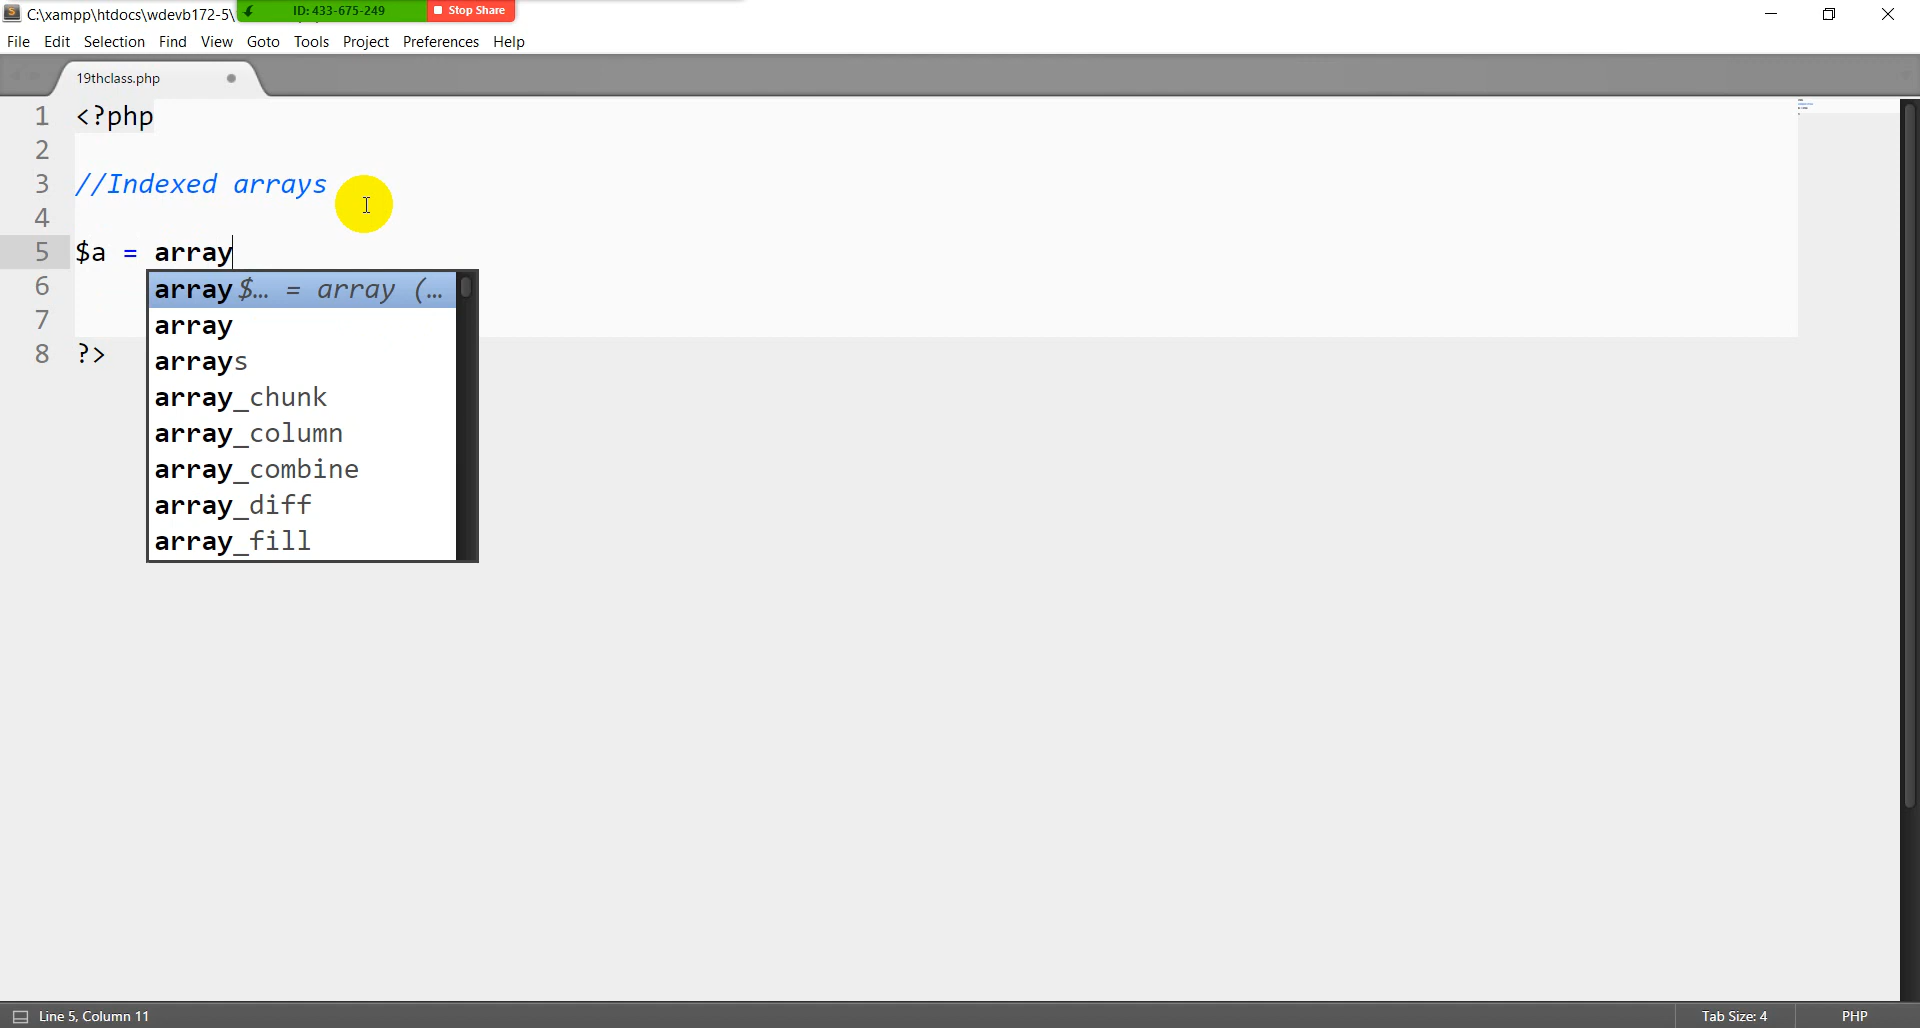 C:\xampp\htdocs\wdevb172-5\
ID: 433-675-249
Stop Share
File Edit Selection Find View Goto Tools Project Preferences Help
19thclass.php
1 <?php
2
3 //Indexed arrays
4
5 $a = array
6
7
8 ?>
array $… = array (…
array
arrays
array_chunk
array_column
array_combine
array_diff
array_fill
Line 5, Column 11
Tab Size: 4
PHP